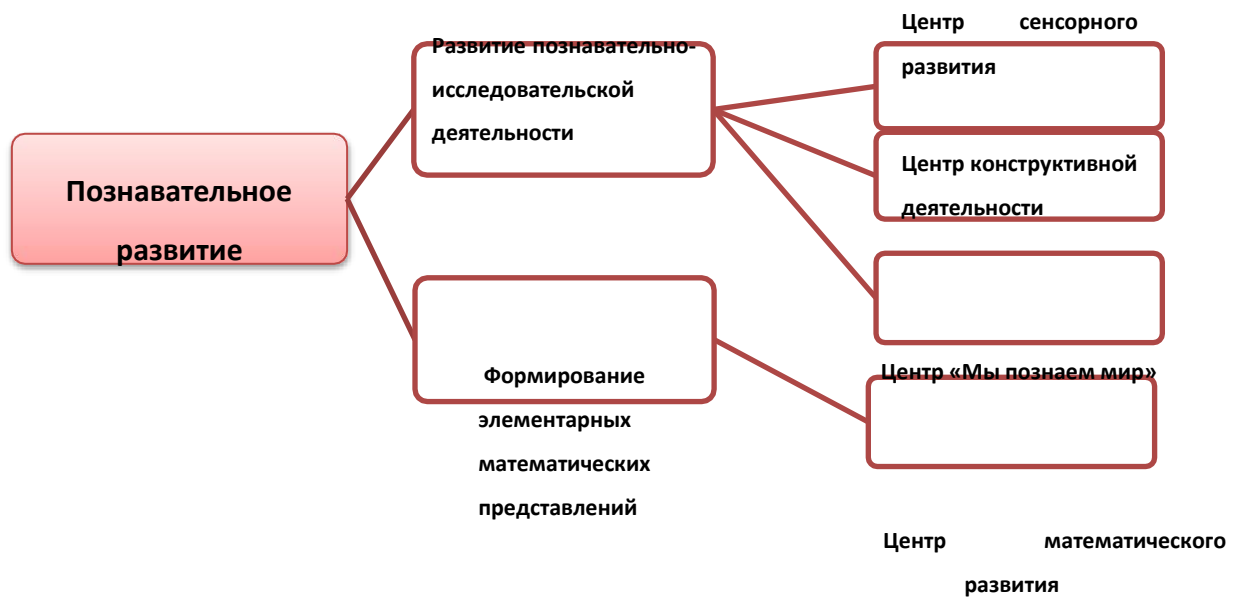 Познавательное
развитие
Развитие познавательно-
исследовательской
деятельности
Формирование
элементарных
математических
представлений
Центр сенсорного
развития
Центр конструктивной
деятельности
Центр «Мы познаем мир»
Центр математического
развития